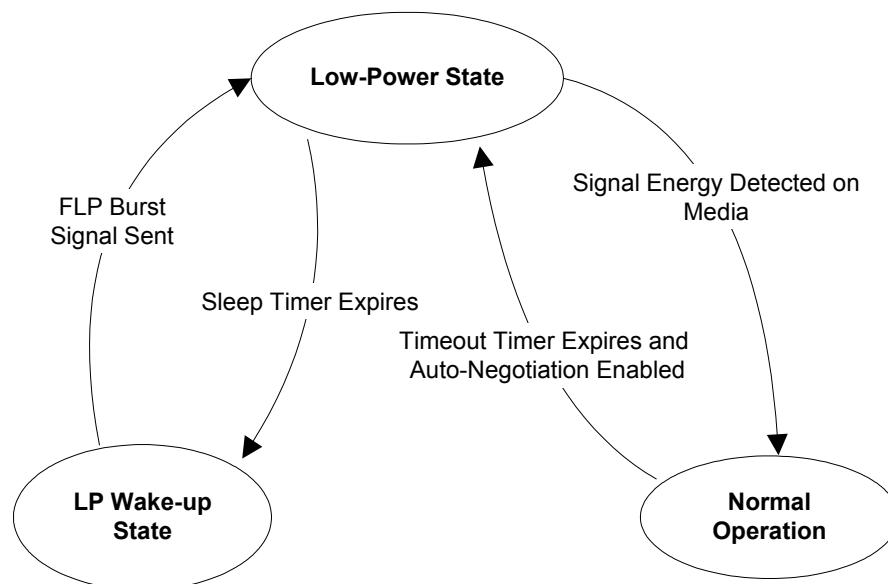 Low-Power State
Signal Energy Detected on
Media
FLP Burst
Signal Sent
Sleep Timer Expires
Timeout Timer Expires and
Auto-Negotiation Enabled
LP Wake-up
State
Normal
Operation